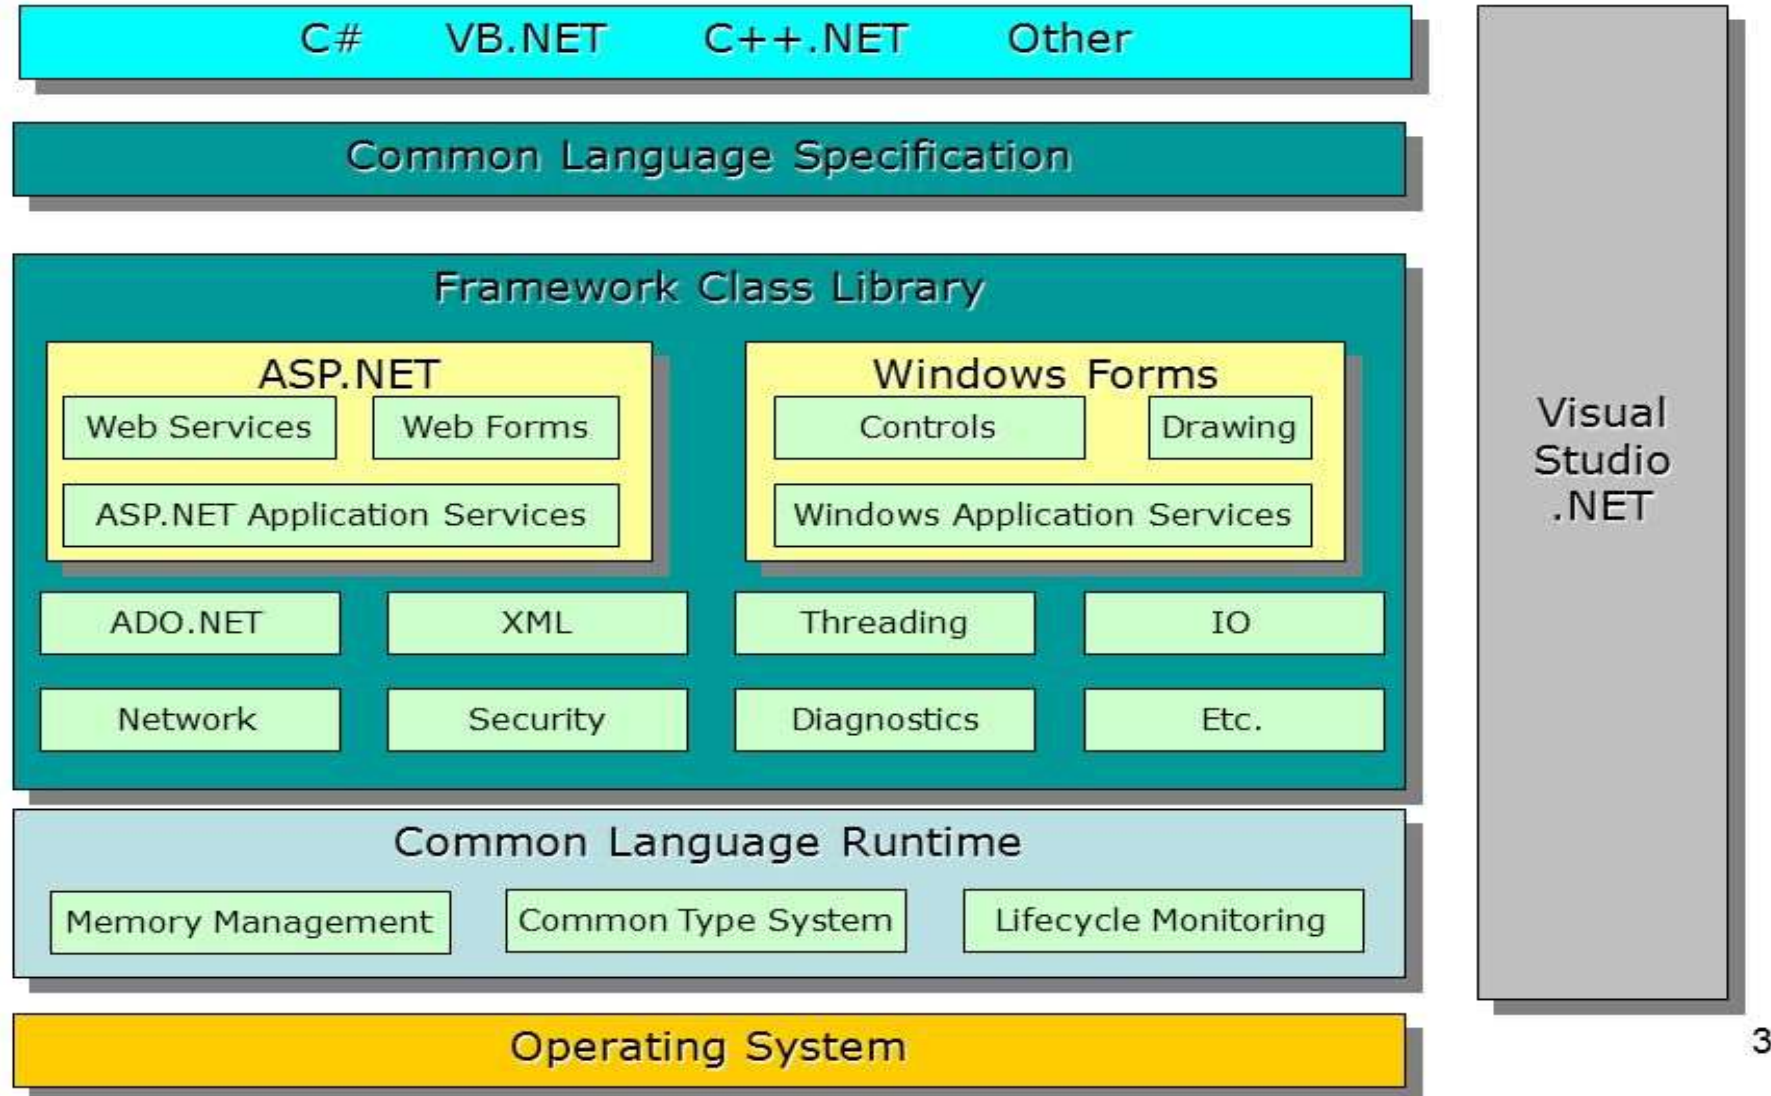 C# VB.NET C++.NET Other
Common Language Specification
Framework Class Library
ASP.NET
Web Services Web Forms
ASP.NET Application Services
Windows Forms
Controls Drawing
Windows Application Services
ADO.NET XML Threading IO
Network Security Diagnostics Etc.
Common Language Runtime
Memory Management Common Type System Lifecycle Monitoring
Operating System
Visual
Studio
.NET
3